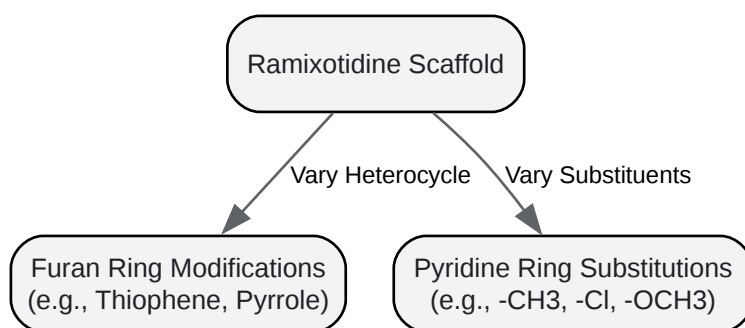 Ramixotidine Scaffold
Vary Heterocycle
Vary Substituents
Furan Ring Modifications
(e.g., Thiophene, Pyrrole)
Pyridine Ring Substitutions
(e.g., -CH3, -Cl, -OCH3)